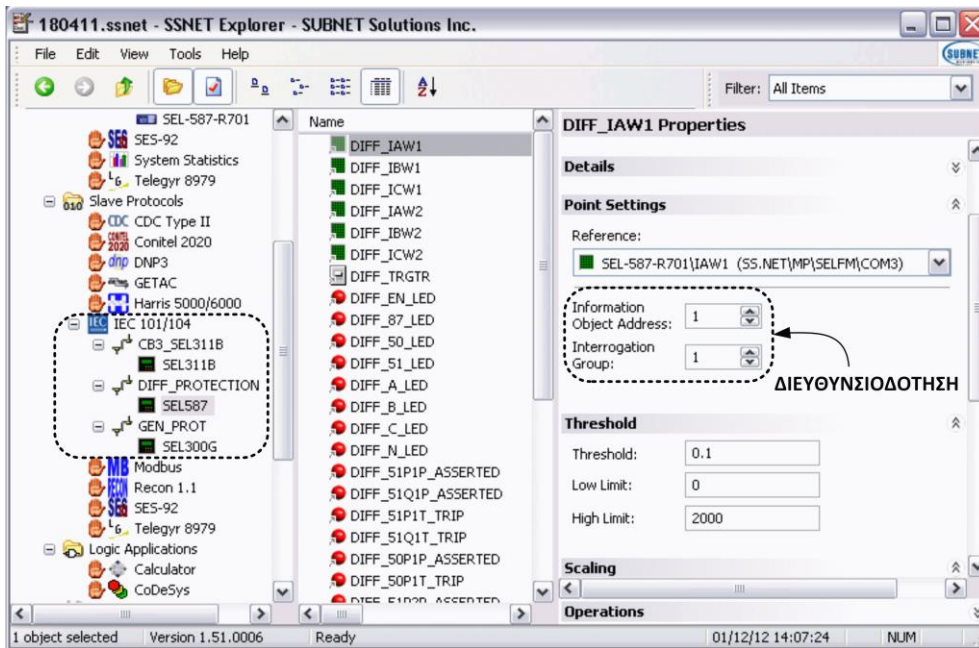 180411.ssnet - SSNET Explorer - SUBNET Solutions Inc.
File Edit View Tools Help
SUBNET
Filter: All Items
SEL-587-R701
SES-92
System Statistics
Telegyr 8979
Slave Protocols
CDC Type II
Conitel 2020
DNP3
GETAC
Harris 5000/6000
IEC 101/104
CB3_SEL311B
SEL311B
DIFF_PROTECTION
SEL587
GEN_PROT
SEL300G
Modbus
Recon 1.1
SES-92
Telegyr 8979
Logic Applications
Calculator
CoDeSys
Name
DIFF_IAW1
DIFF_IBW1
DIFF_ICW1
DIFF_IAW2
DIFF_IBW2
DIFF_ICW2
DIFF_TRGTR
DIFF_EN_LED
DIFF_87_LED
DIFF_50_LED
DIFF_51_LED
DIFF_A_LED
DIFF_B_LED
DIFF_C_LED
DIFF_N_LED
DIFF_51P1P_ASSERTED
DIFF_51Q1P_ASSERTED
DIFF_51P1T_TRIP
DIFF_51Q1T_TRIP
DIFF_50P1P_ASSERTED
DIFF_50P1T_TRIP
DIFF_IAW1 Properties
Details
Point Settings
Reference:
SEL-587-R701\IAW1 (SS.NET\MP\SELFM\COM3)
Information
Object Address: 1
Interrogation
Group: 1
ΔΙΕΥΘΥΝΣΙΟΔΟΤΗΣΗ
Threshold
Threshold: 0.1
Low Limit: 0
High Limit: 2000
Scaling
Operations
1 object selected Version 1.51.0006 Ready 01/12/12 14:07:24 NUM